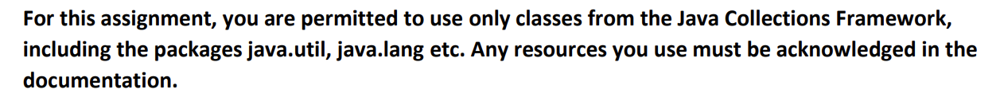 For this assignment, you are permitted to use only classes from the Java Collections Framework,
including the packages java.util, java.lang etc. Any resources you use must be acknowledged in the
documentation.